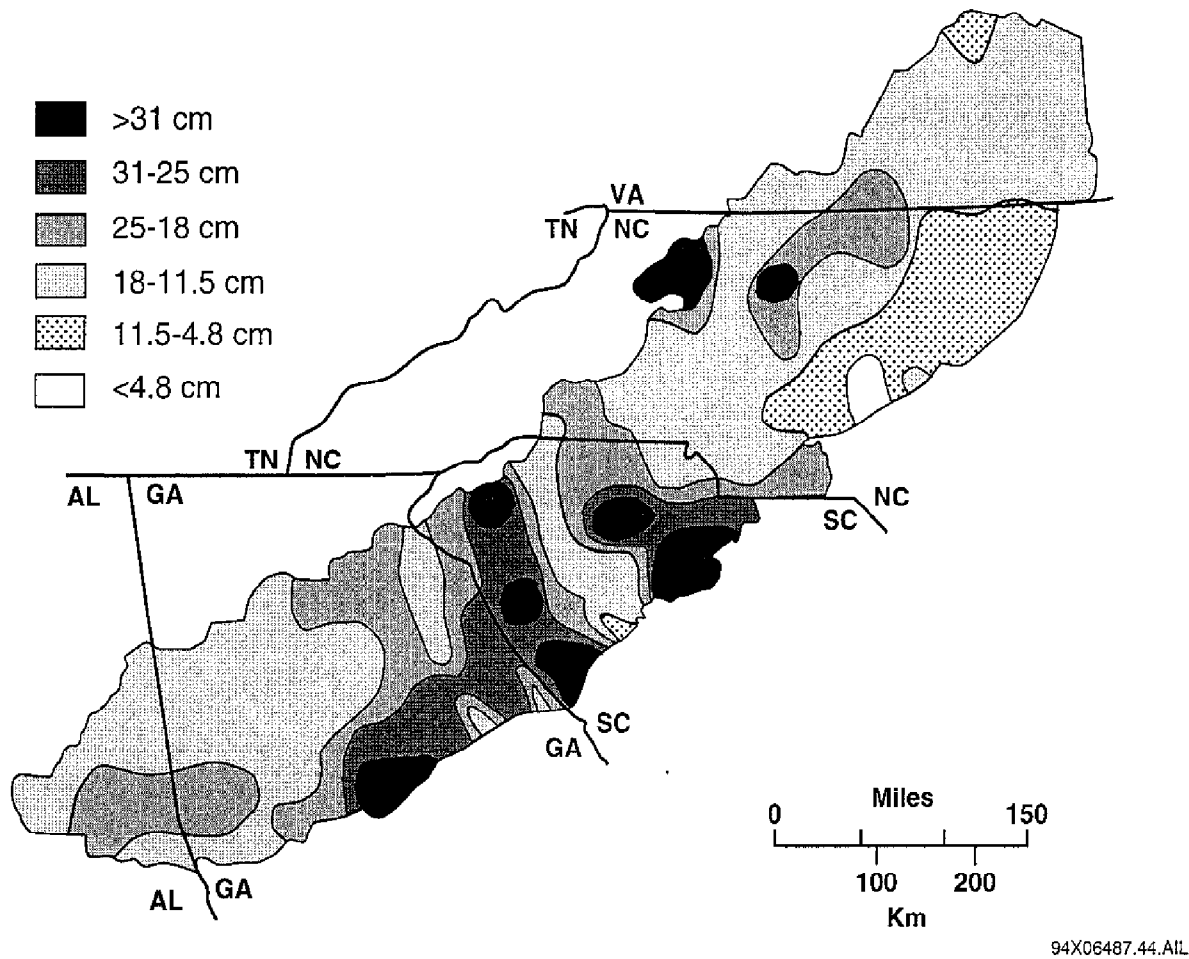 >31 cm
31-25 cm
25-18 cm
18-11.5 cm
11.5-4.8 cm
<4.8 cm
VA
TN NC
TN NC
AL GA
NC
SC
SC
GA
AL GA
Miles
0 150
100 200
Km
94X06487.44.AIL